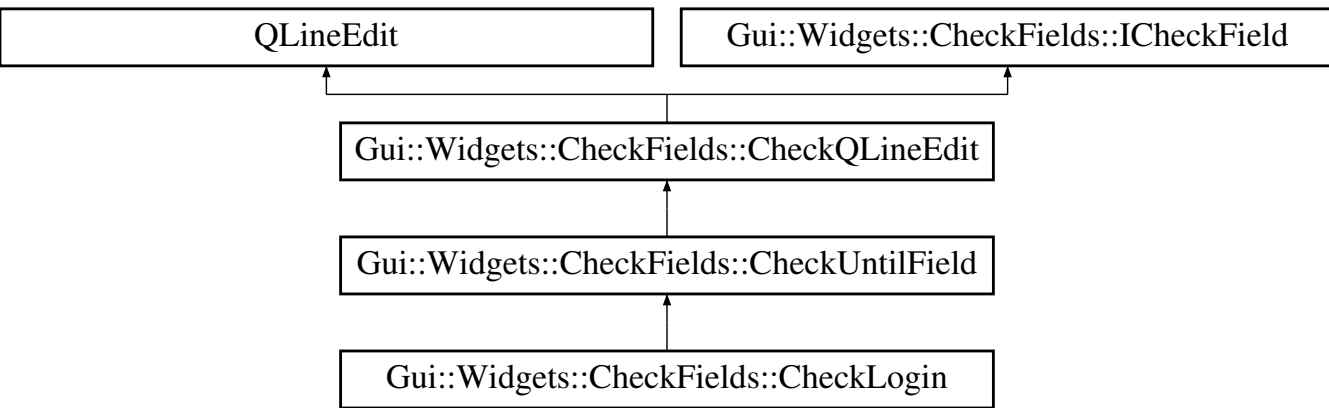 QLineEdit
Gui::Widgets::CheckFields::ICheckField
Gui::Widgets::CheckFields::CheckQLineEdit
Gui::Widgets::CheckFields::CheckUntilField
Gui::Widgets::CheckFields::CheckLogin